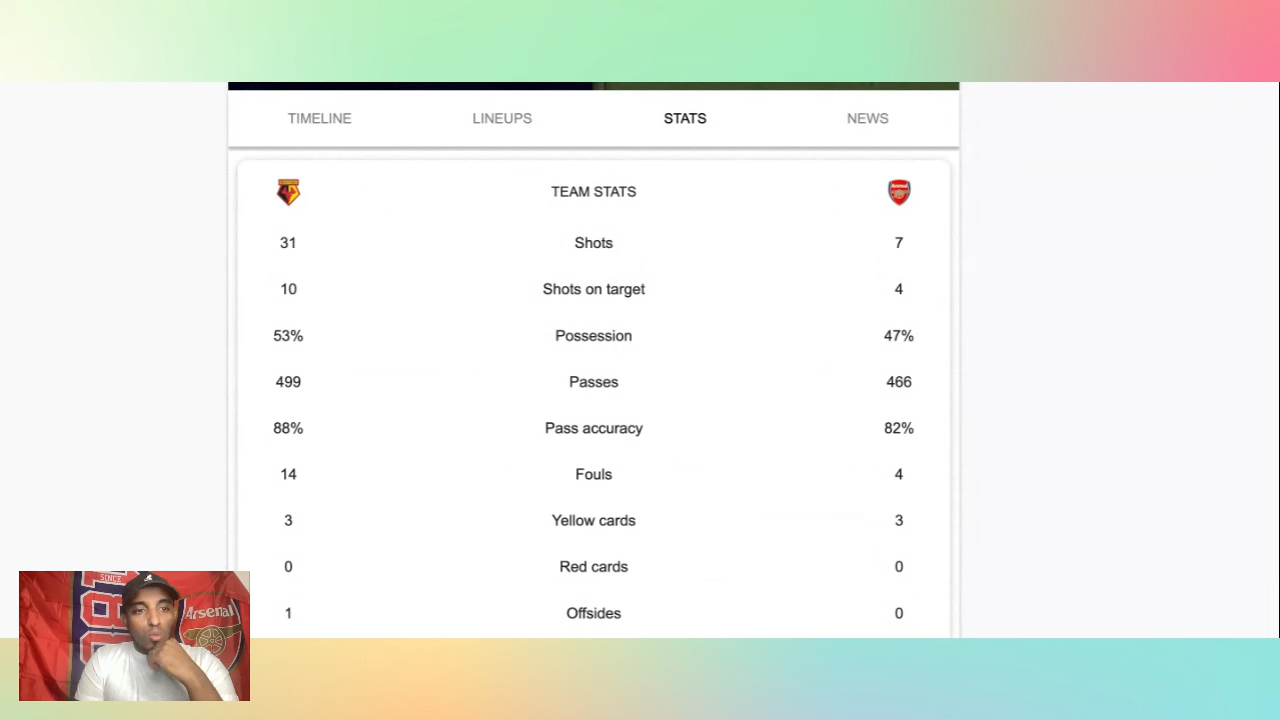 TIMELINE LINEUPS STATS NEWS
TEAM STATS
Arsenal
31 Shots 7
10 Shots on target 4
53% Possession 47%
499 Passes 466
88% Pass accuracy 82%
14 Fouls 4
3 Yellow cards 3
0 Red cards 0
1 Offsides 0
SINCE
Arsenal